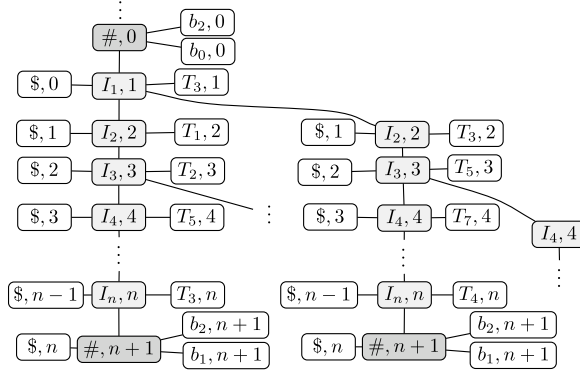 ⋮
b₂, 0
#, 0
b₀, 0
$, 0 I₁, 1 T₃, 1
$, 1 I₂, 2 T₁, 2 $, 1 I₂, 2 T₃, 2
$, 2 I₃, 3 T₂, 3 $, 2 I₃, 3 T₅, 3
$, 3 I₄, 4 T₅, 4 ⋮ $, 3 I₄, 4 T₇, 4
I₄, 4
⋮ ⋮ ⋮
$, n − 1 Iₙ, n T₃, n $, n − 1 Iₙ, n T₄, n
b₂, n + 1 b₂, n + 1
$, n #, n + 1 $, n #, n + 1
b₁, n + 1 b₁, n + 1